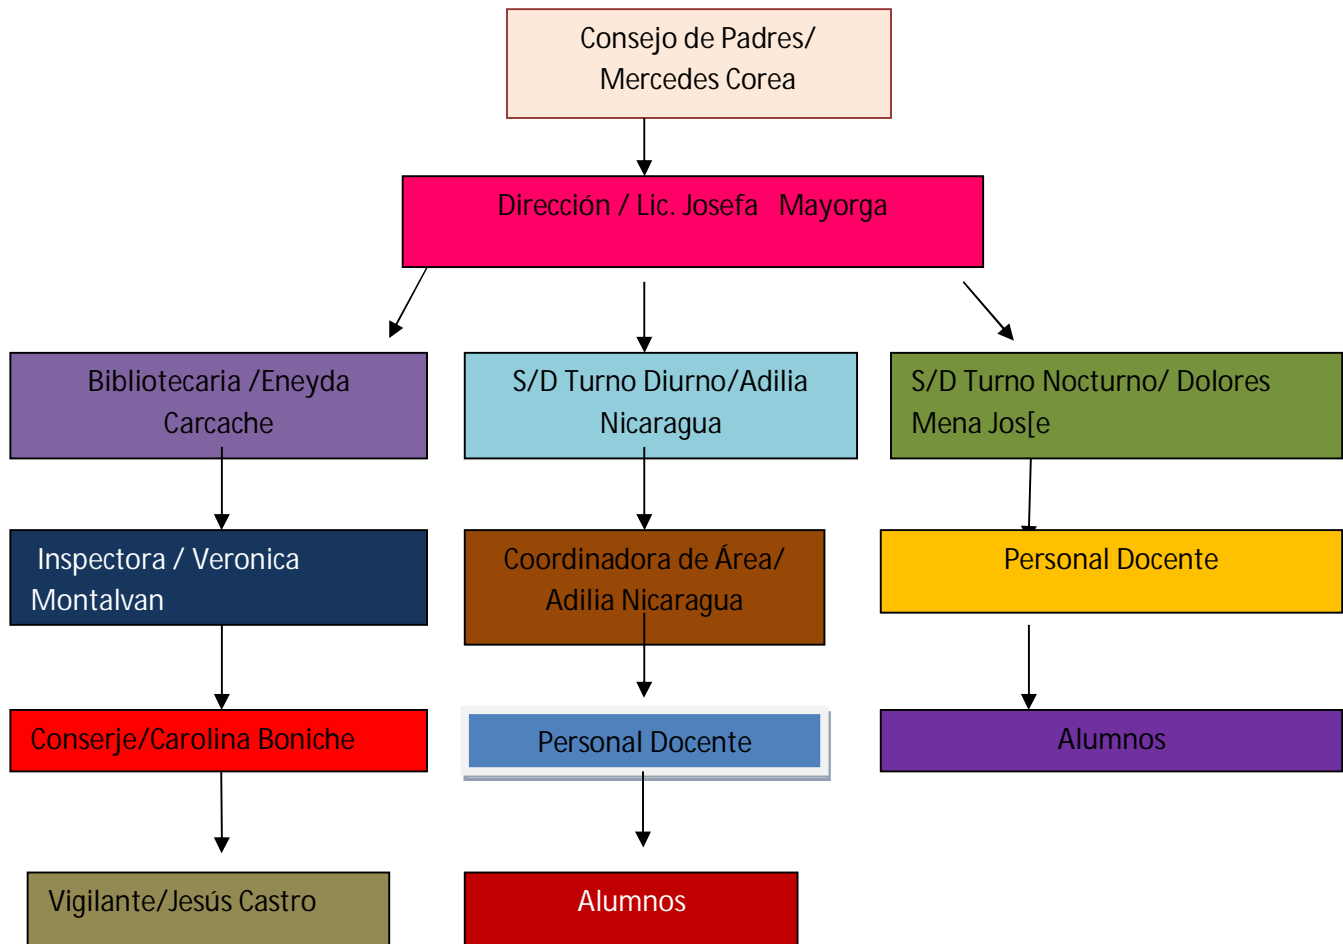 Consejo de Padres/
Mercedes Corea
Dirección / Lic. Josefa Mayorga
Bibliotecaria /Eneyda
Carcache
S/D Turno Diurno/Adilia
Nicaragua
S/D Turno Nocturno/ Dolores
Mena Jos[e
Inspectora / Veronica
Montalvan
Coordinadora de Área/
Adilia Nicaragua
Personal Docente
Conserje/Carolina Boniche
Personal Docente
Alumnos
Vigilante/Jesús Castro
Alumnos